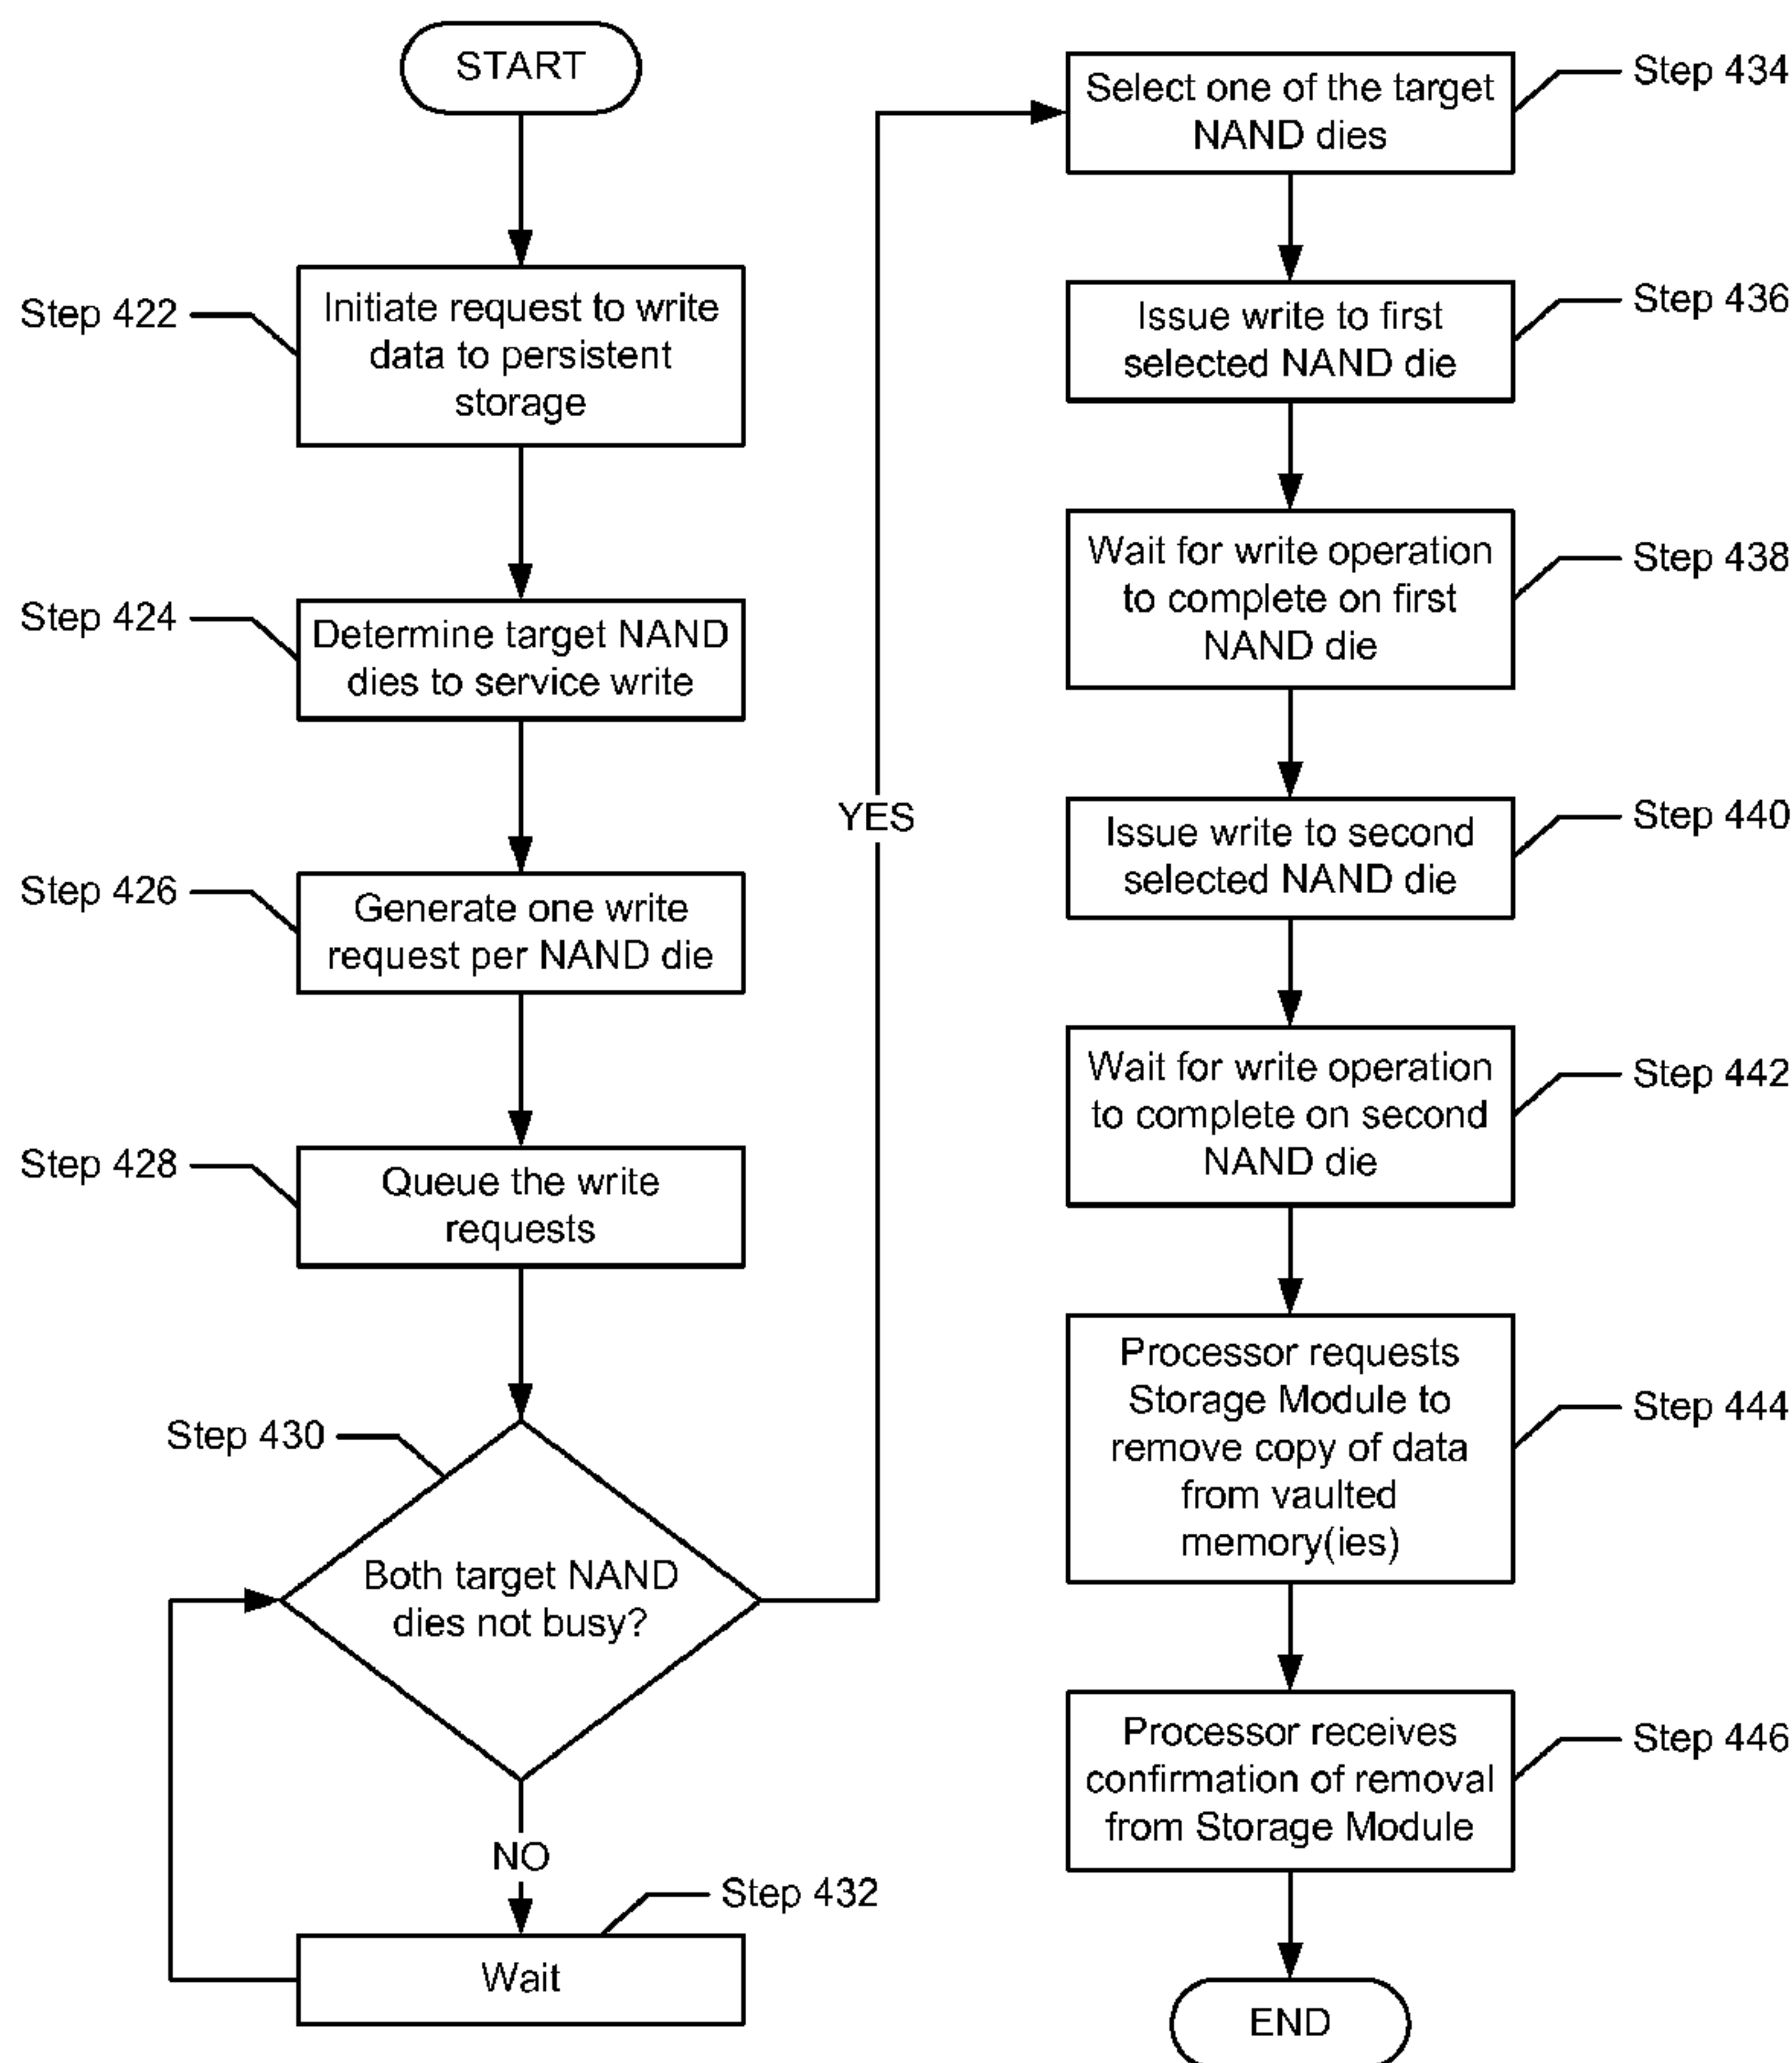 START
Step 422
Initiate request to write
data to persistent
storage
Step 424
Determine target NAND
dies to service write
Step 426
Generate one write
request per NAND die
Step 428
Queue the write
requests
Step 430
Both target NAND
dies not busy?
NO
Step 432
Wait
YES
Select one of the target
NAND dies
Step 434
Issue write to first
selected NAND die
Step 436
Wait for write operation
to complete on first
NAND die
Step 438
Issue write to second
selected NAND die
Step 440
Wait for write operation
to complete on second
NAND die
Step 442
Processor requests
Storage Module to
remove copy of data
from vaulted
memory(ies)
Step 444
Processor receives
confirmation of removal
from Storage Module
Step 446
END